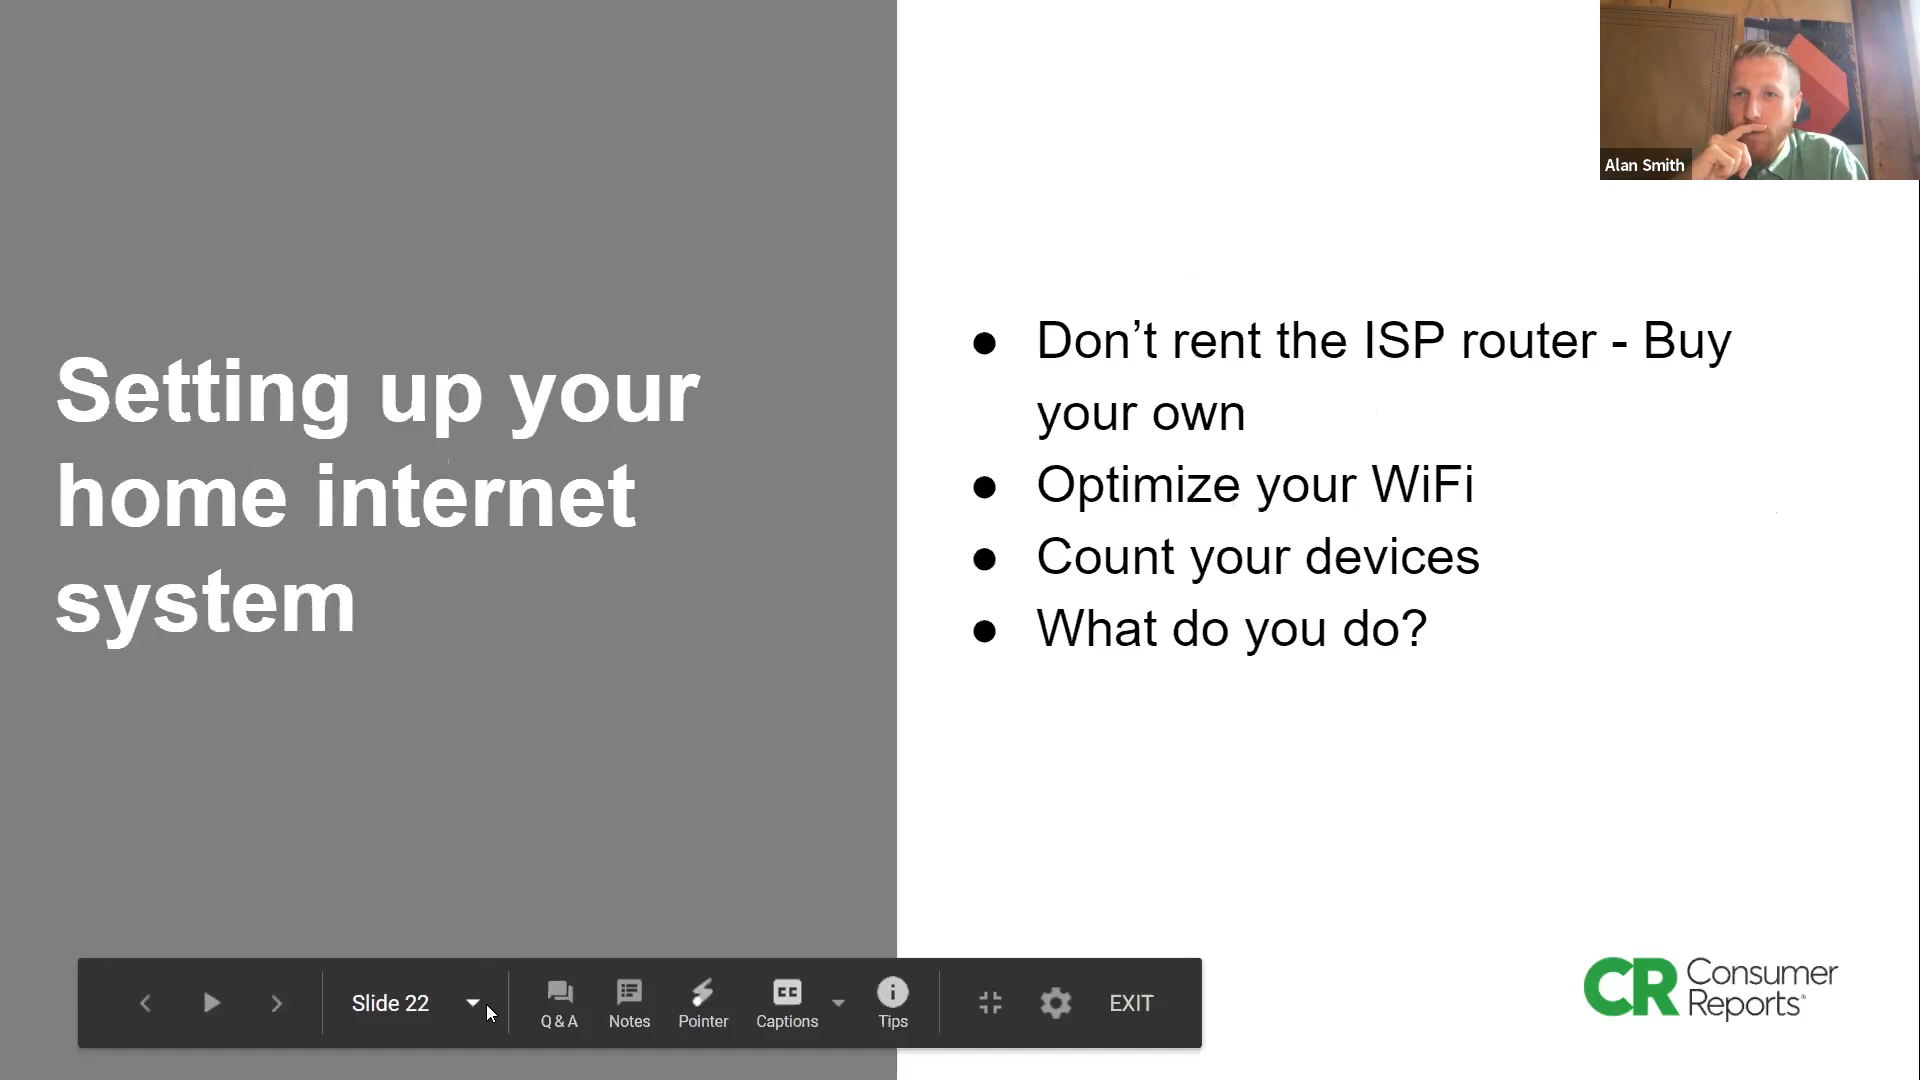 Alan Smith
Setting up your
home internet
system
● Don’t rent the ISP router - Buy
your own
● Optimize your WiFi
● Count your devices
● What do you do?
Slide 22
Q & A
Notes
Pointer
CC
Captions
i
Tips
EXIT
CR Consumer
Reports®